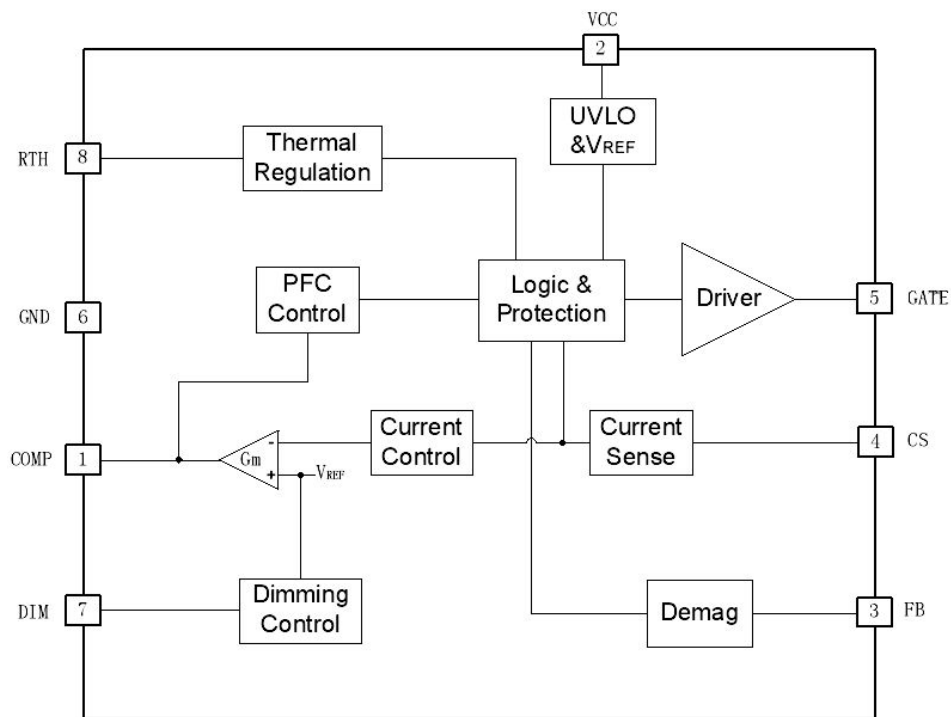 VCC
2
UVLO
&VREF
RTH
8
Thermal
Regulation
PFC
Control
Logic &
Protection
Driver
5
GATE
GND
6
COMP
1
Gm
-
+
VREF
Current
Control
Current
Sense
4
CS
DIM
7
Dimming
Control
Demag
3
FB